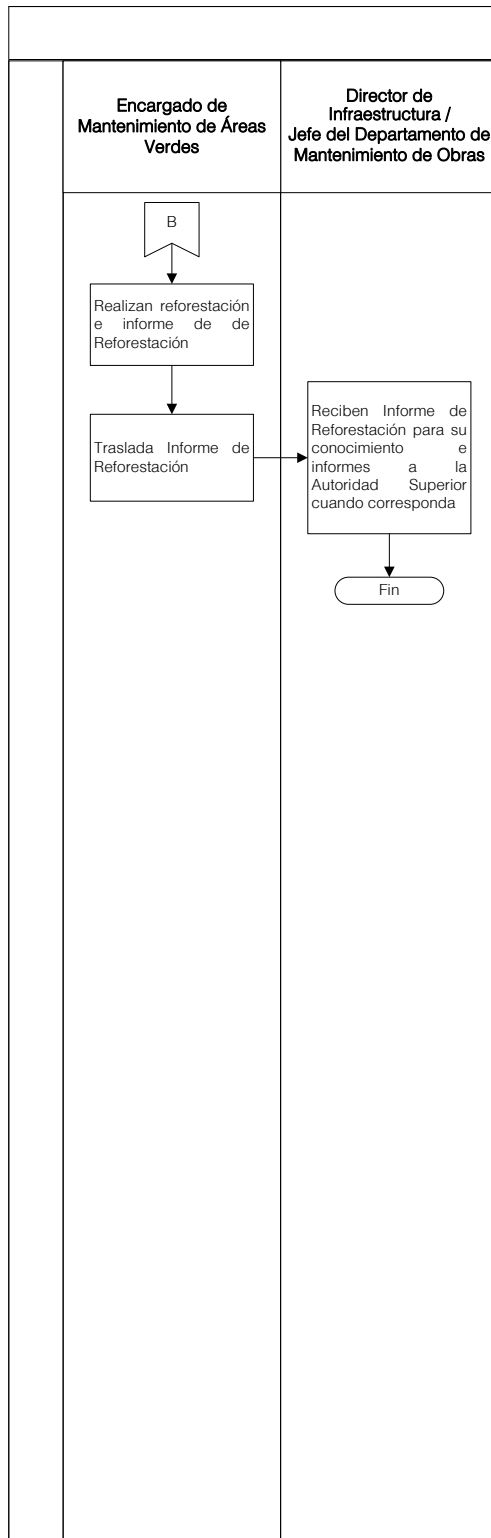 Encargado de
Mantenimiento de Áreas
Verdes
Director de
Infraestructura /
Jefe del Departamento de
Mantenimiento de Obras
B
Realizan reforestación
e informe de de
Reforestación
Traslada Informe de
Reforestación
Reciben Informe de
Reforestación para su
conocimiento e
informes a la
Autoridad Superior
cuando corresponda
Fin